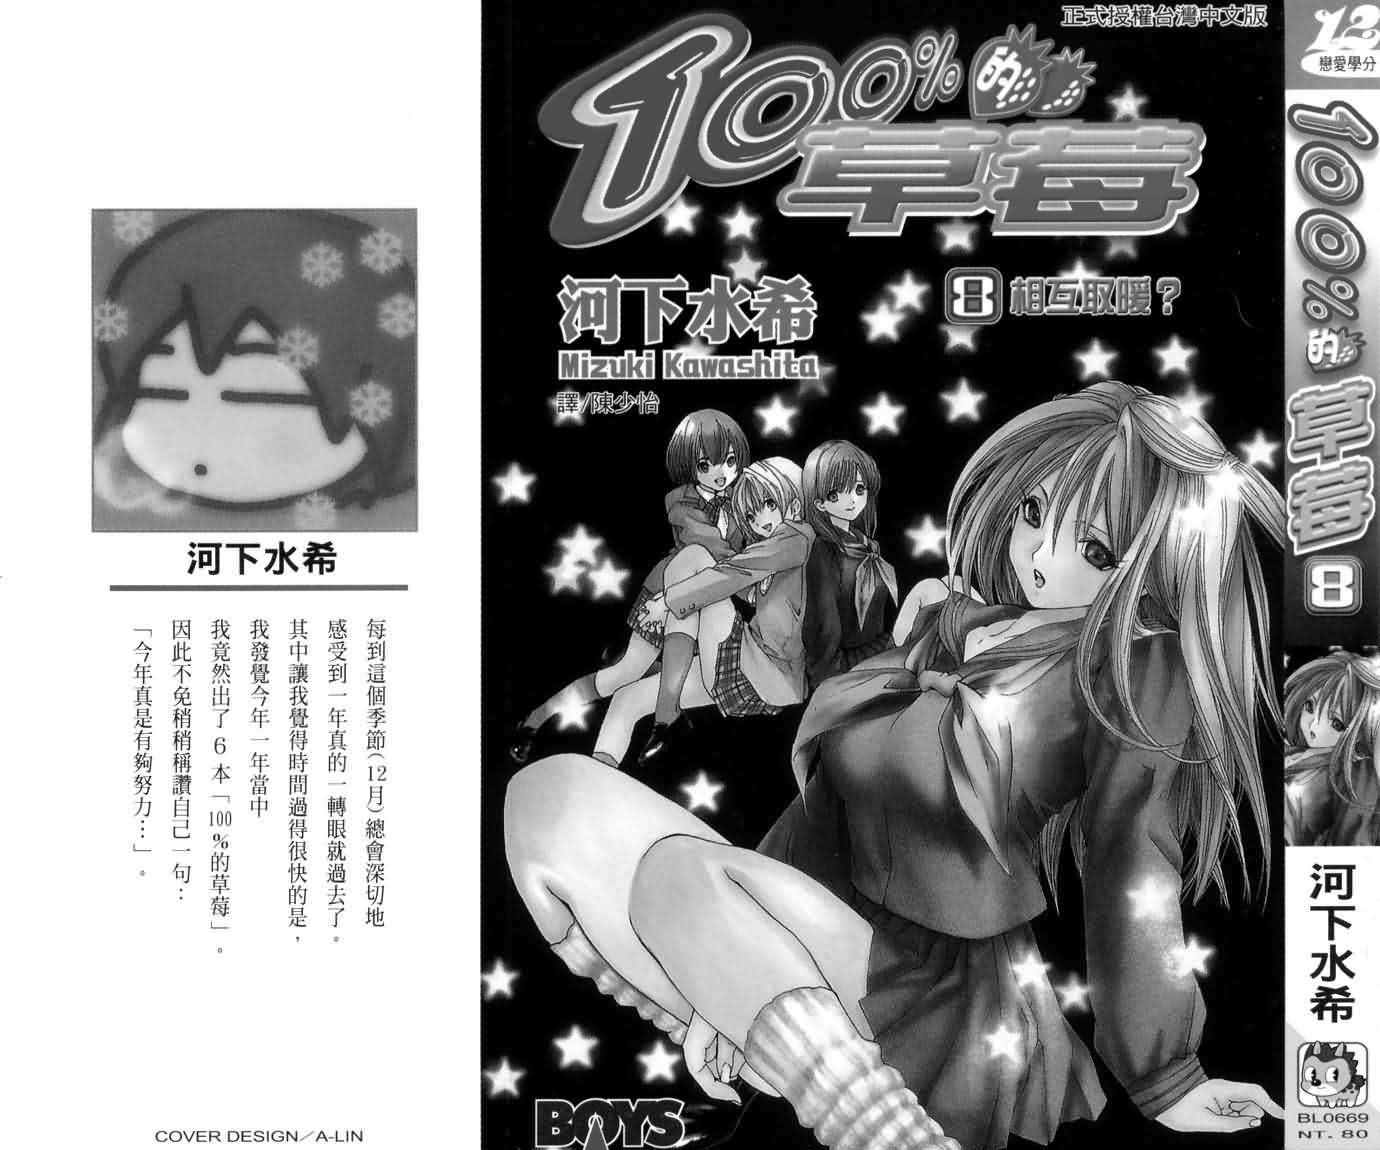 河下水希
每到這個季節（12月）總會深切地
感受到一年真的一轉眼就過去了。
其中讓我覺得時間過得很快的是，
我發覺今年一年當中
我竟然出了6本「100%的草莓」。
因此不免稍稍稱讚自己一句：
「今年真是有夠努力…」。
COVER DESIGN／A-LIN
正式授權台灣中文版
100%的
草莓
河下水希
Mizuki Kawashita
譯/陳少怡
8 相互取暖？
BOYS
12
戀愛學分
100%的草莓
8
河下水希
BL0669
NT. 80